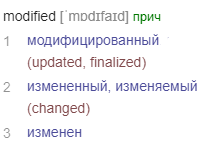 modified [ˈmɒdɪfaɪd] прич
1 модифицированный
(updated, finalized)
2 измененный, изменяемый
(changed)
3 изменен